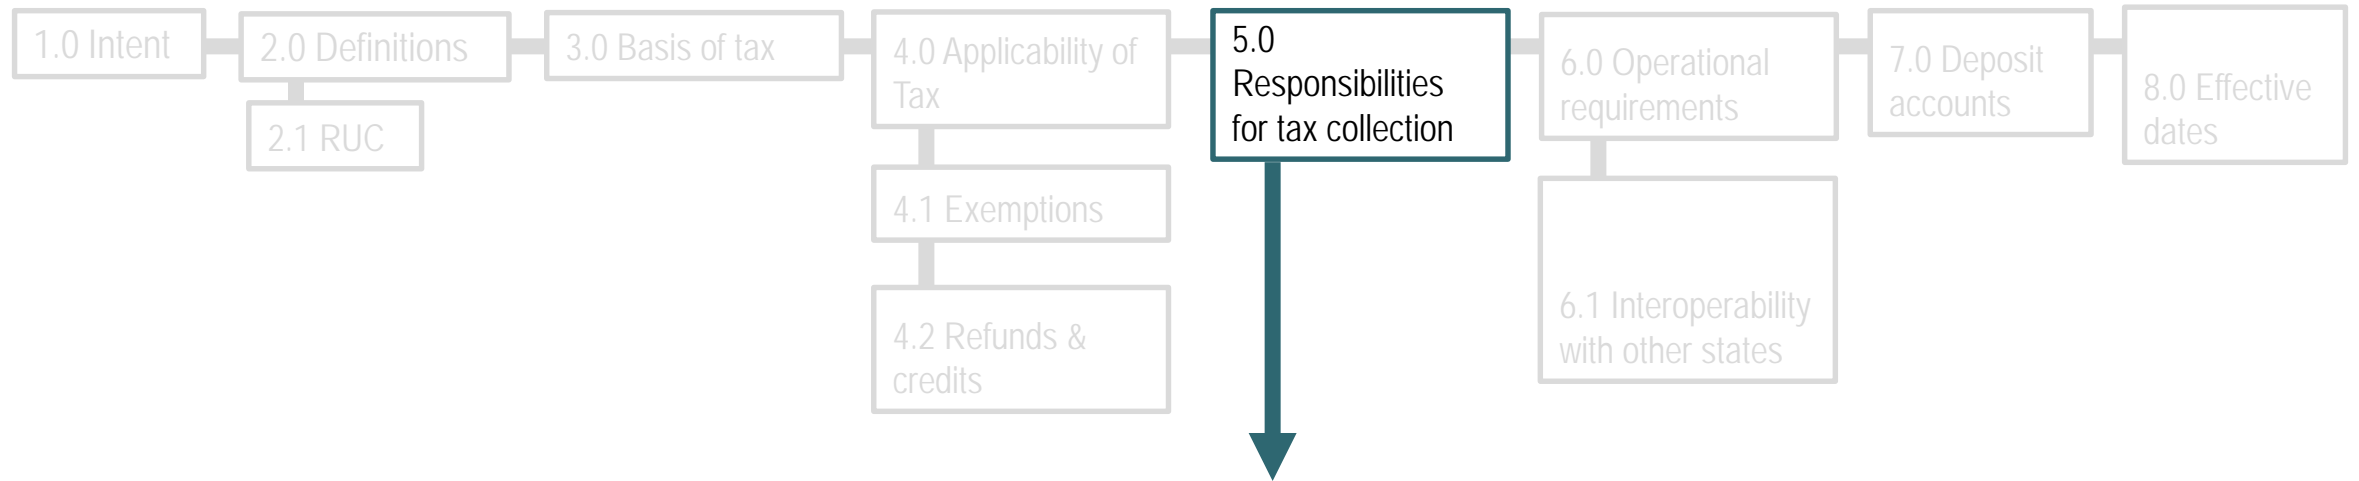 1.0 Intent
2.0 Definitions
2.1 RUC
3.0 Basis of tax
4.0 Applicability of
Tax
4.1 Exemptions
4.2 Refunds &
credits
5.0
Responsibilities
for tax collection
6.0 Operational
requirements
6.1 Interoperability
with other states
7.0 Deposit
accounts
8.0 Effective
dates